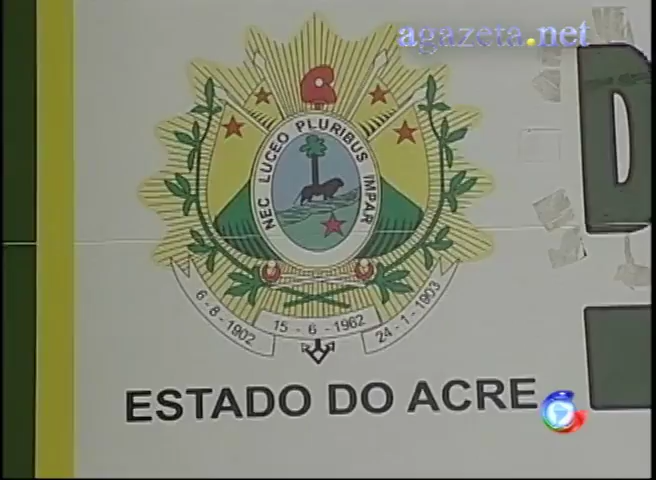 agazeta.net
NEC LUCEO PLURIBUS IMPAR
D
6-8-1902
15-6-1962
24-1-1903
ESTADO DO ACRE